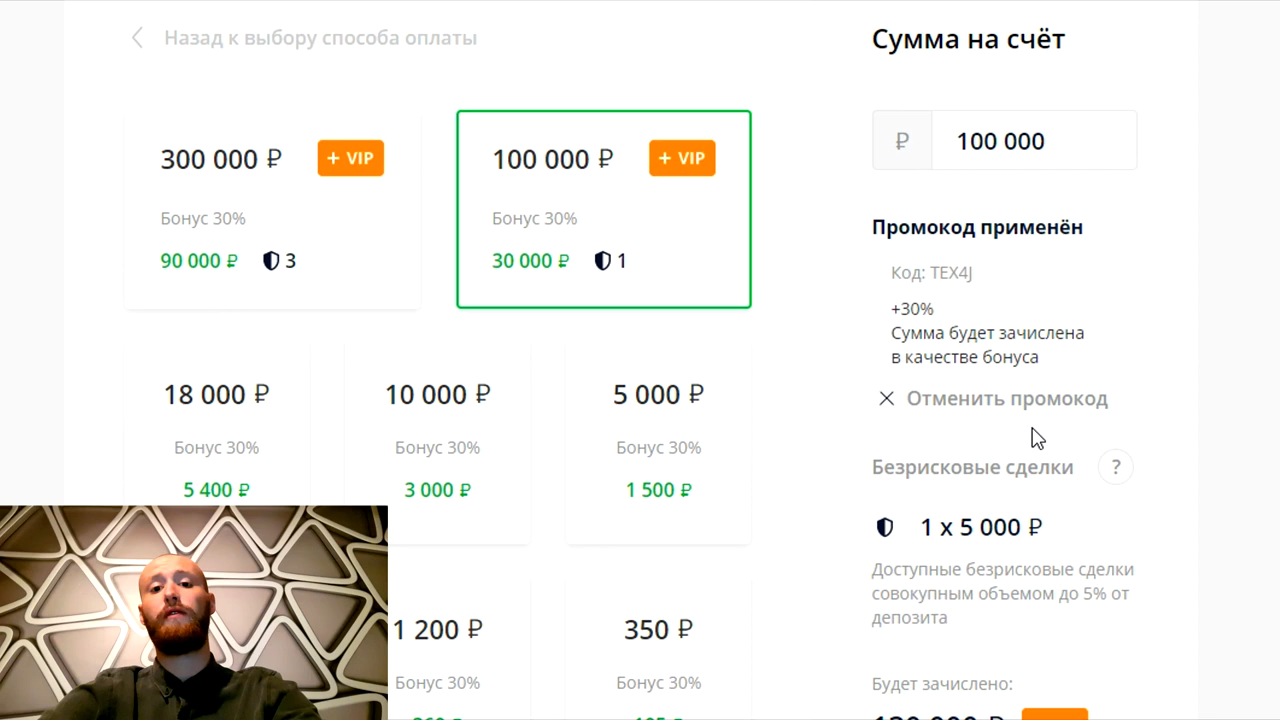 Назад к выбору способа оплаты
Сумма на счёт
300 000 ₽
+ VIP
Бонус 30%
90 000 ₽
3
100 000 ₽
+ VIP
Бонус 30%
30 000 ₽
1
₽
100 000
Промокод применён
Код: TEX4J
+30%
Сумма будет зачислена
в качестве бонуса
Отменить промокод
18 000 ₽
Бонус 30%
5 400 ₽
10 000 ₽
Бонус 30%
3 000 ₽
5 000 ₽
Бонус 30%
1 500 ₽
Безрисковые сделки
?
1 x 5 000 ₽
Доступные безрисковые сделки
совокупным объемом до 5% от
депозита
1 200 ₽
Бонус 30%
350 ₽
Бонус 30%
Будет зачислено: